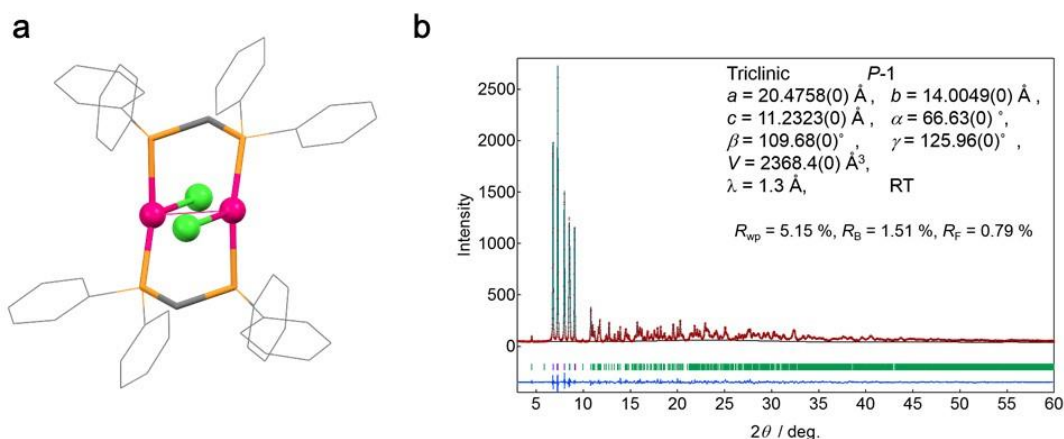 a
b
Triclinic P-1
a = 20.4758(0) Å , b = 14.0049(0) Å ,
c = 11.2323(0) Å , α = 66.63(0) °,
β = 109.68(0)° , γ = 125.96(0)° ,
V = 2368.4(0) Å3,
λ = 1.3 Å, RT
Rwp = 5.15 %, RB = 1.51 %, RF = 0.79 %
Intensity
2500
2000
1500
1000
500
0
5 10 15 20 25 30 35 40 45 50 55 60
2θ / deg.